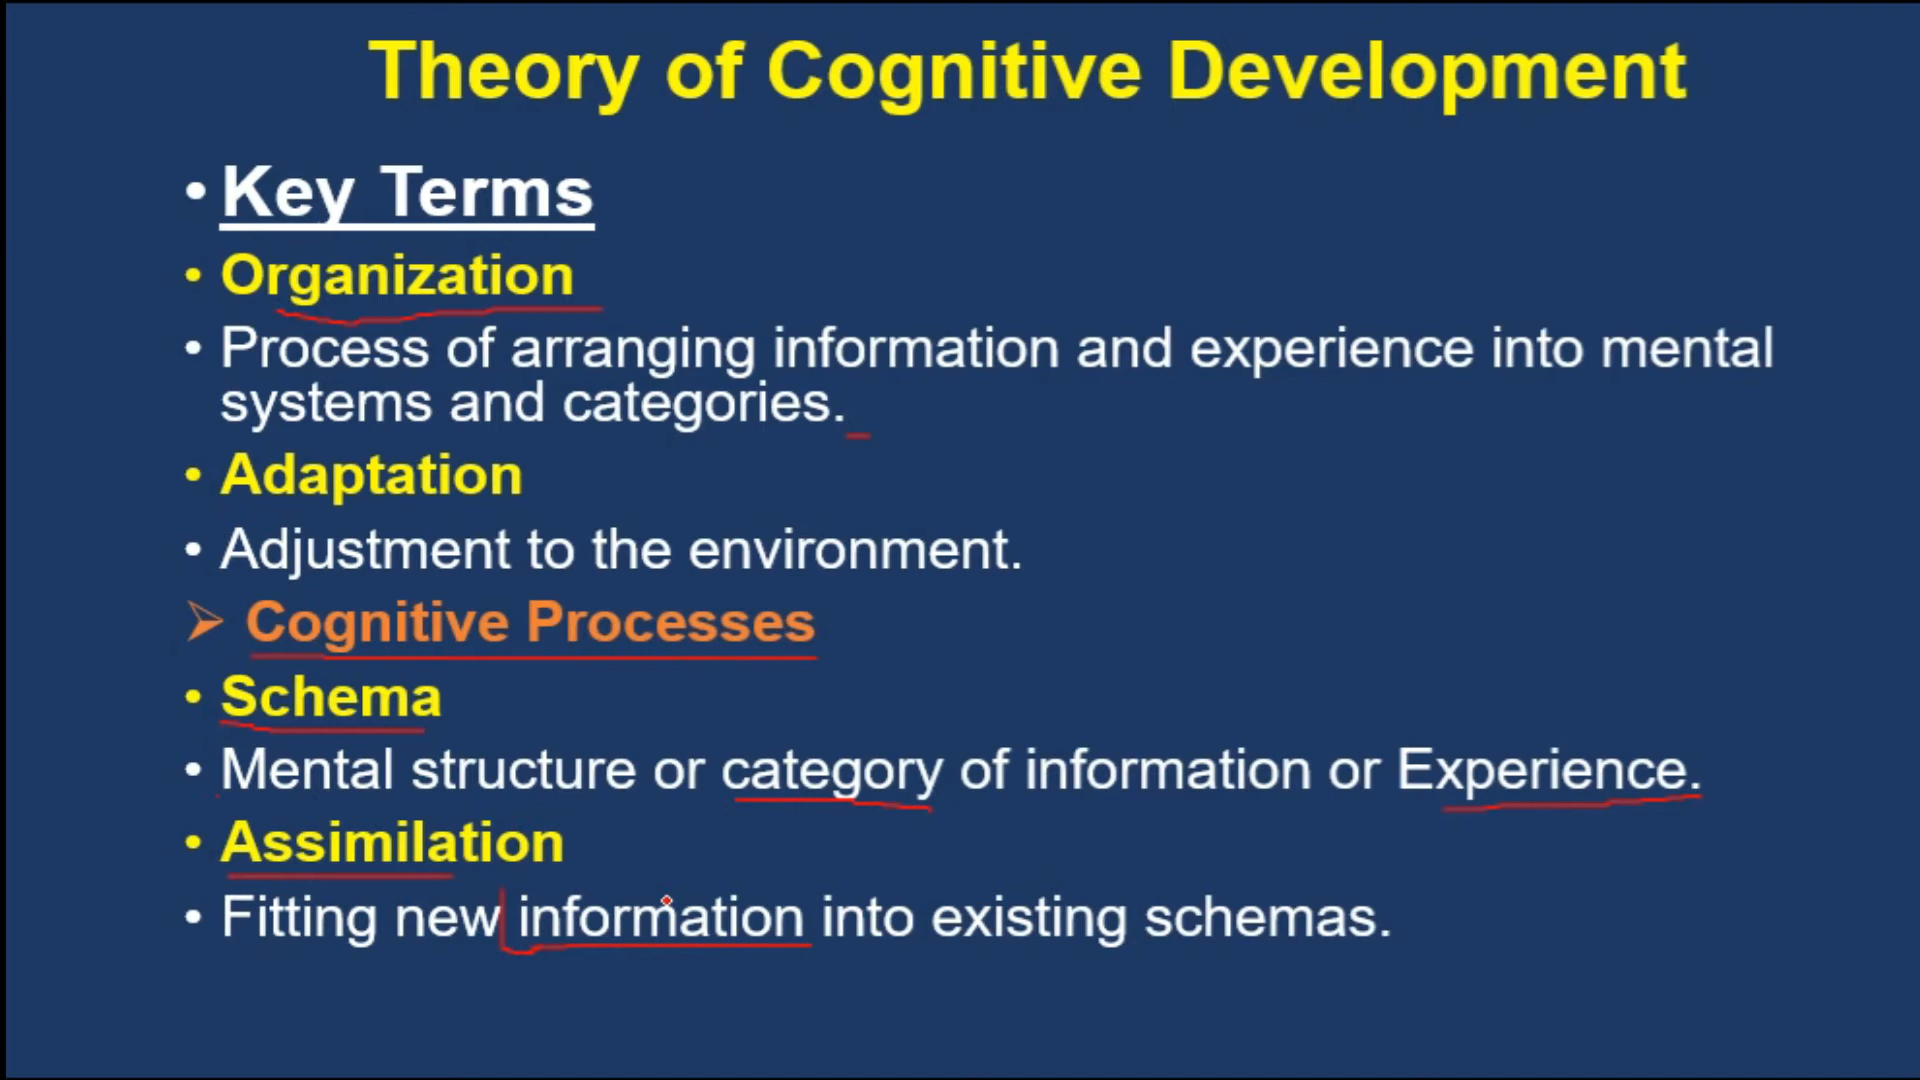 Theory of Cognitive Development
• Key Terms
• Organization
• Process of arranging information and experience into mental
systems and categories.
• Adaptation
• Adjustment to the environment.
➢ Cognitive Processes
• Schema
• Mental structure or category of information or Experience.
• Assimilation
• Fitting new information into existing schemas.